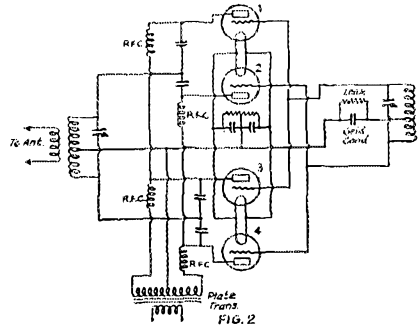 1
R.F.C.
2
R.F.C.
To Ant.
Leak
Grid
Cond
3
R.F.C.
4
R.F.C.
Plate
Trans.
FIG. 2